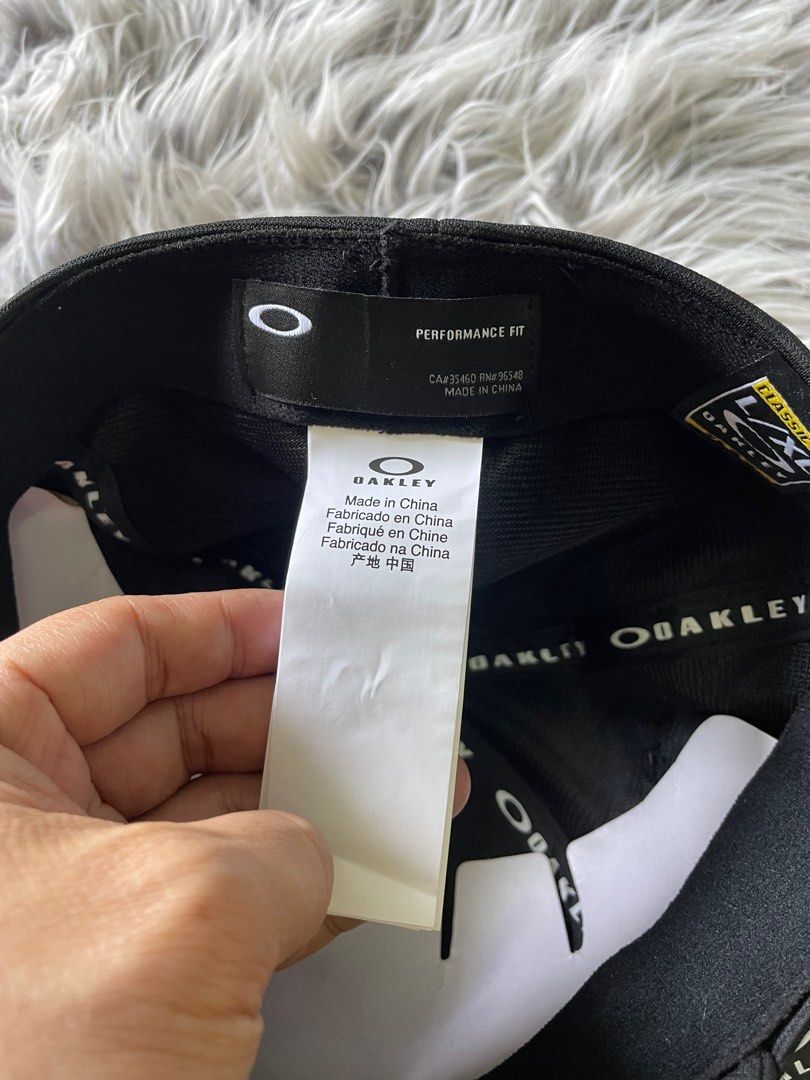 PERFORMANCE FIT
CA#35460 RN#96548
MADE IN CHINA
OAKLEY
Made in China
Fabricado en China
Fabriqué en Chine
Fabricado na China
产地 中国
L/XL
OAKLEY
OAKLEY
OAKLEY
OAKLEY